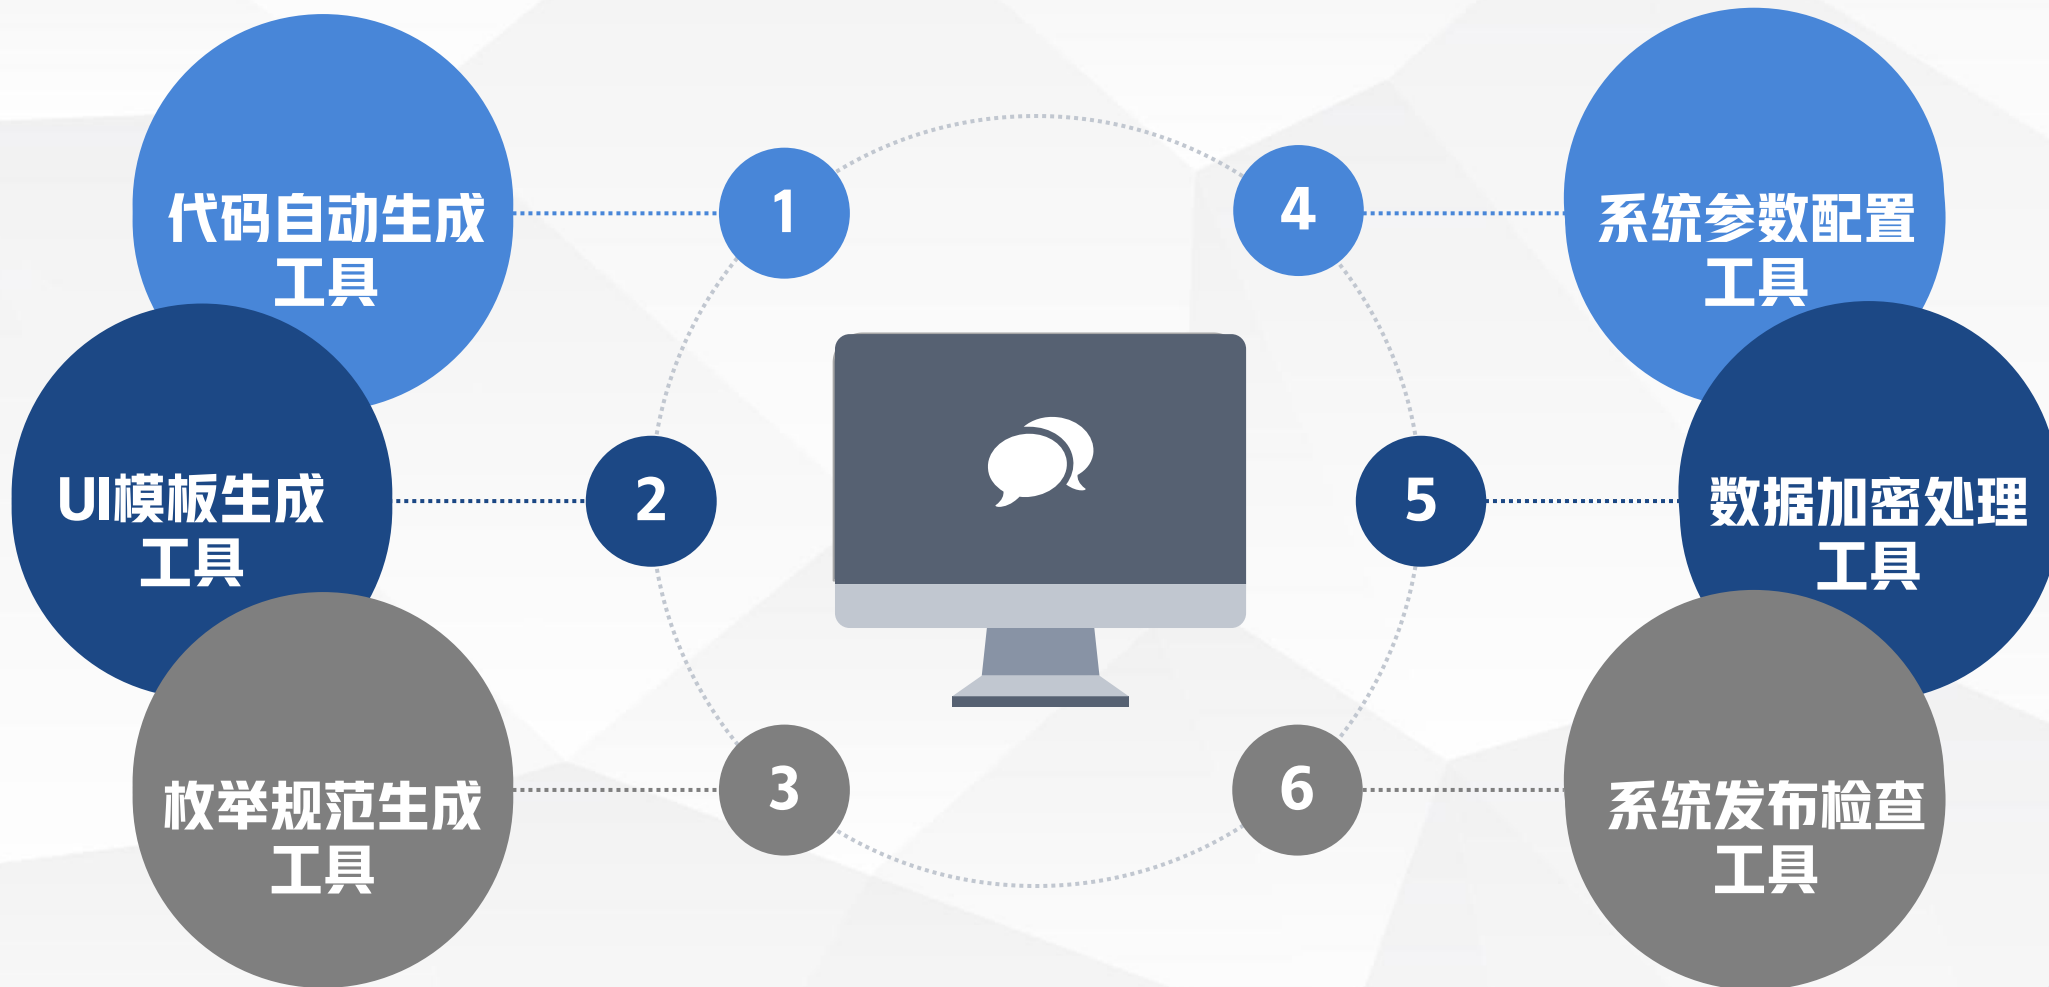 代码自动生成
工具
1
UI模板生成
工具
2
枚举规范生成
工具
3
4
系统参数配置
工具
5
数据加密处理
工具
6
系统发布检查
工具